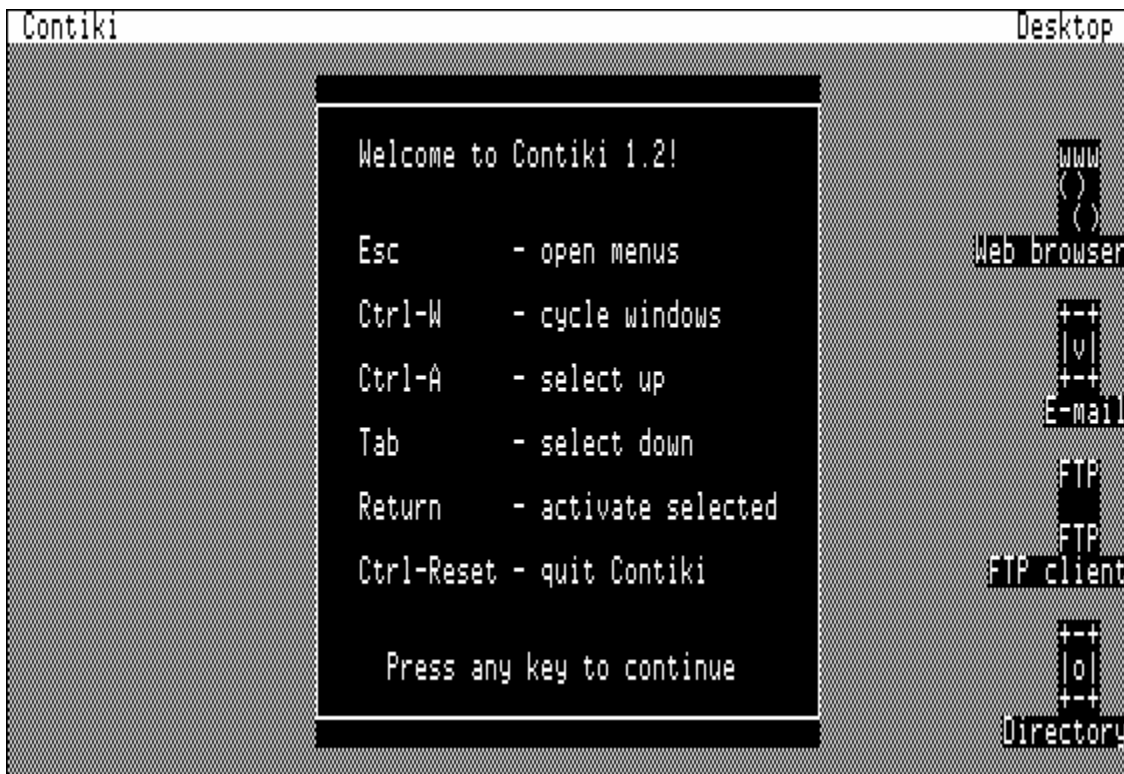 Contiki Desktop
Welcome to Contiki 1.2!
Esc - open menus
Ctrl-W - cycle windows
Ctrl-A - select up
Tab - select down
Return - activate selected
Ctrl-Reset - quit Contiki
Press any key to continue
www
( )
( )
Web browser
+-+
|v|
+-+
E-mail
FTP
FTP
FTP client
+-+
|o|
+-+
Directory